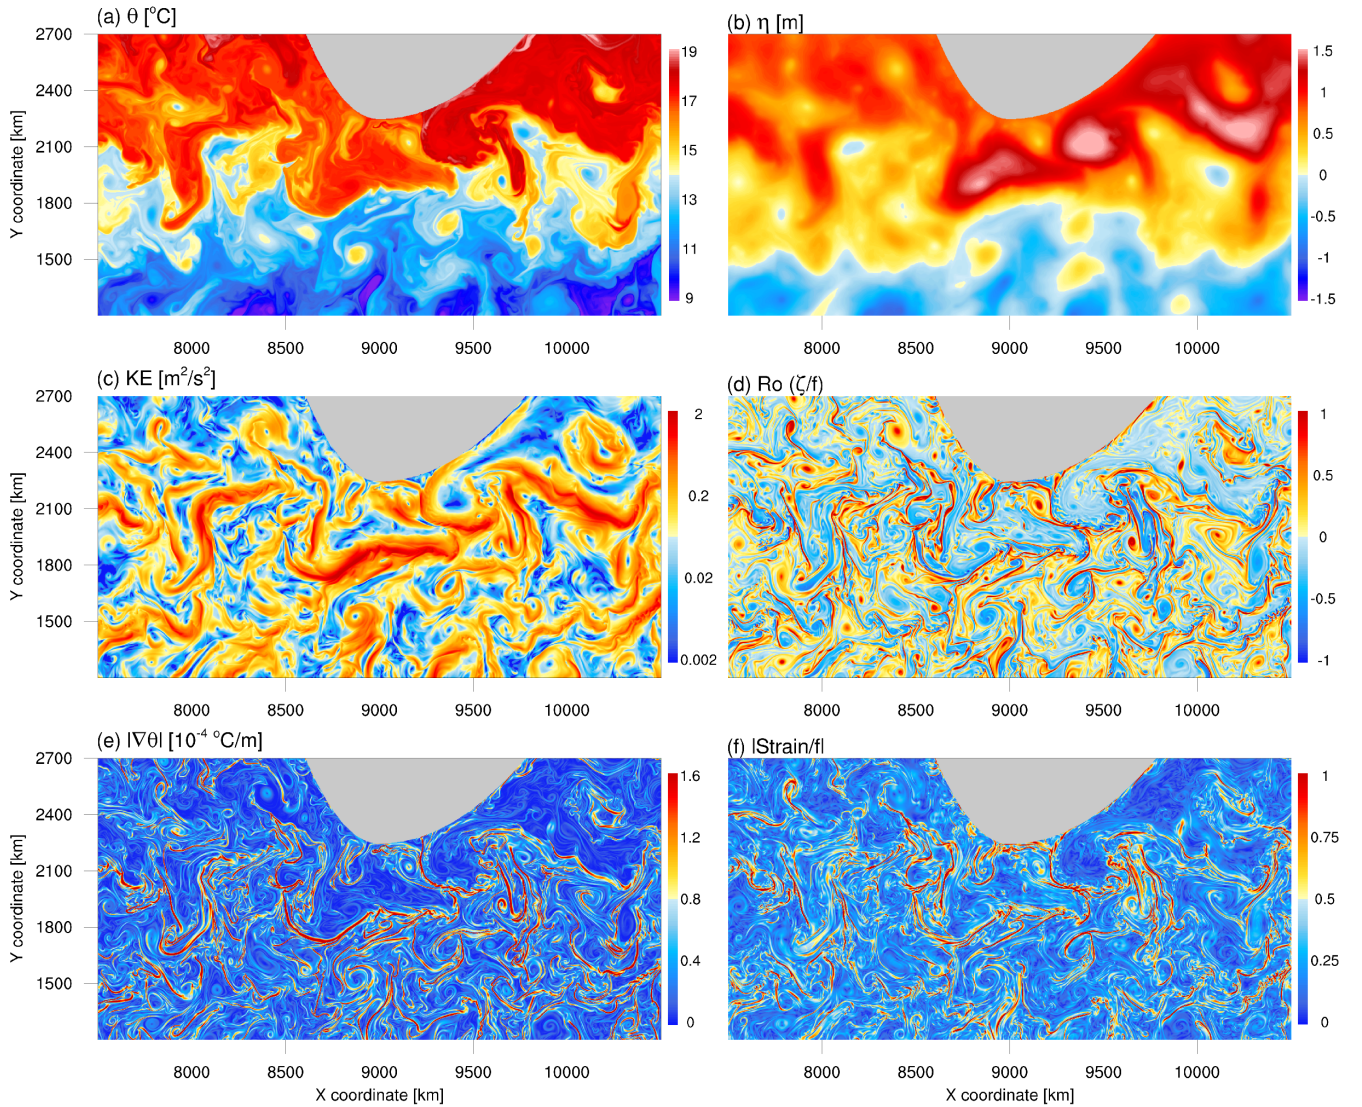 (a) θ [°C]
(b) η [m]
2700
2400
2100
1800
1500
Y coordinate [km]
19
17
15
13
11
9
1.5
1
0.5
0
-0.5
-1
-1.5
8000 8500 9000 9500 10000
8000 8500 9000 9500 10000
(c) KE [m²/s²]
(d) Ro (ζ/f)
2700
2400
2100
1800
1500
Y coordinate [km]
2
0.2
0.02
0.002
1
0.5
0
-0.5
-1
8000 8500 9000 9500 10000
8000 8500 9000 9500 10000
(e) |∇θ| [10⁻⁴ °C/m]
(f) |Strain/f|
2700
2400
2100
1800
1500
Y coordinate [km]
1.6
1.2
0.8
0.4
0
1
0.75
0.5
0.25
0
8000 8500 9000 9500 10000
8000 8500 9000 9500 10000
X coordinate [km]
X coordinate [km]